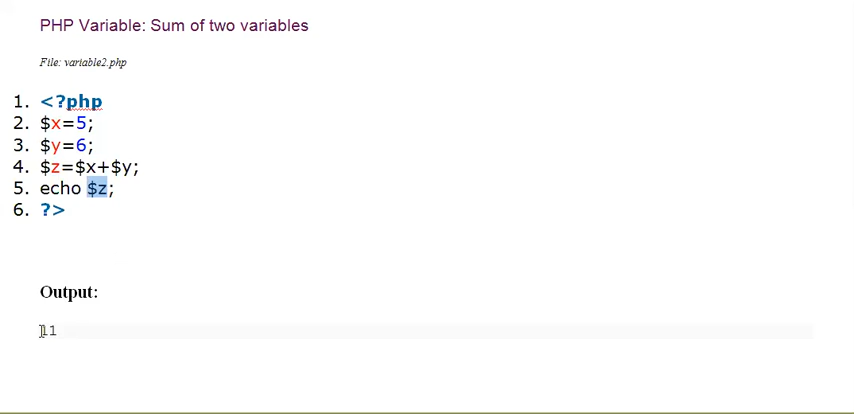 PHP Variable: Sum of two variables
File: variable2.php
1. <?php
2. $x=5;
3. $y=6;
4. $z=$x+$y;
5. echo $z;
6. ?>
Output:
11